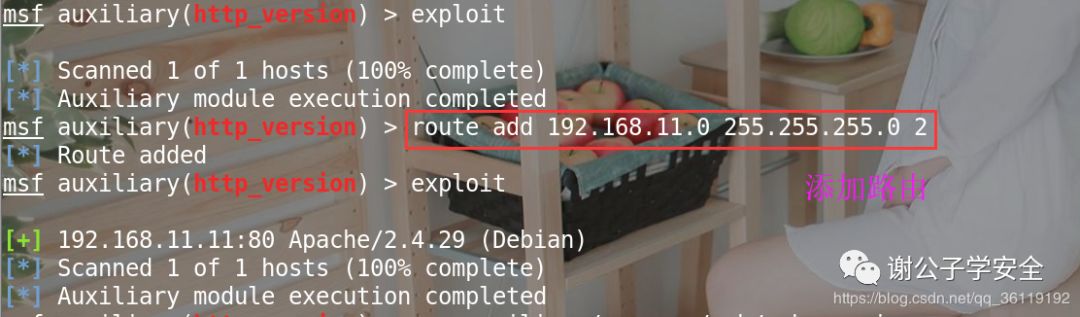 msf auxiliary(http_version) > exploit
[*] Scanned 1 of 1 hosts (100% complete)
[*] Auxiliary module execution completed
msf auxiliary(http_version) > route add 192.168.11.0 255.255.255.0 2
[*] Route added
msf auxiliary(http_version) > exploit
添加路由
[+] 192.168.11.11:80 Apache/2.4.29 (Debian)
[*] Scanned 1 of 1 hosts (100% complete)
谢公子学安全
[*] Auxiliary module execution completed
https://blog.csdn.net/qq_36119192